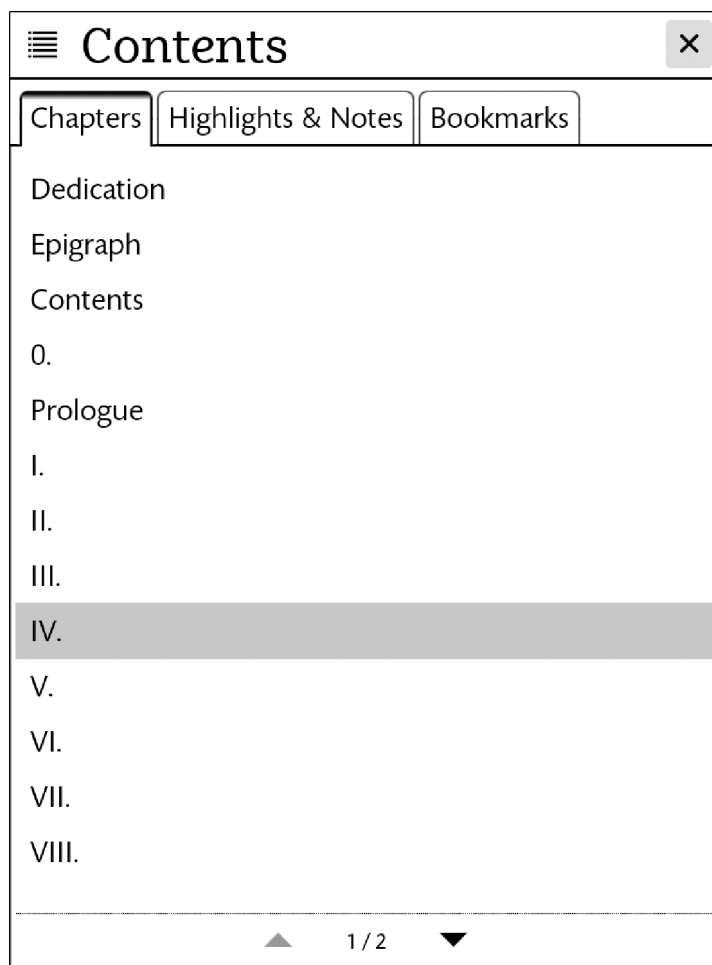 Contents
Chapters Highlights & Notes Bookmarks
Dedication
Epigraph
Contents
0.
Prologue
I.
II.
III.
IV.
V.
VI.
VII.
VIII.
1 / 2